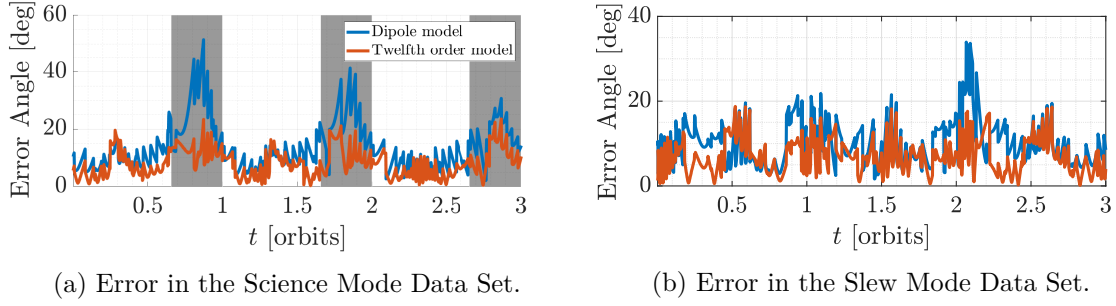 60
40
20
0
Error Angle [deg]
Dipole model
Twelfth order model
0.5
1
1.5
2
2.5
3
t [orbits]
(a) Error in the Science Mode Data Set.
40
20
0
Error Angle [deg]
0.5
1
1.5
2
2.5
3
t [orbits]
(b) Error in the Slew Mode Data Set.